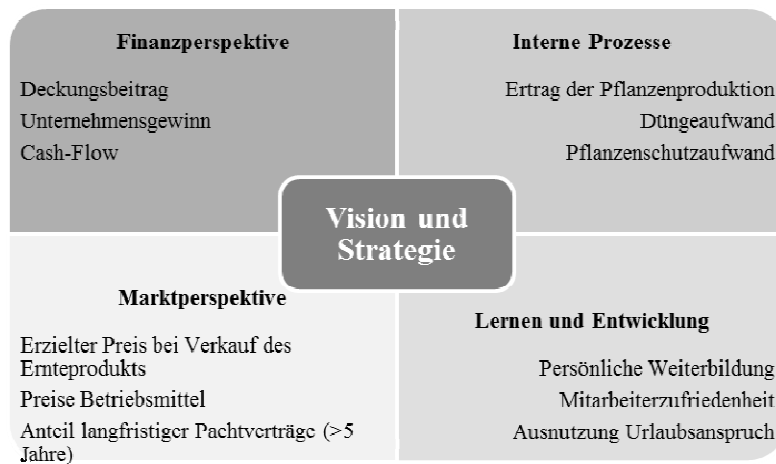 Finanzperspektive
Deckungsbeitrag
Unternehmensgewinn
Cash-Flow
Interne Prozesse
Ertrag der Pflanzenproduktion
Düngeaufwand
Pflanzenschutzaufwand
Vision und
Strategie
Marktperspektive
Erzielter Preis bei Verkauf des
Ernteprodukts
Preise Betriebsmittel
Anteil langfristiger Pachtverträge (>5
Jahre)
Lernen und Entwicklung
Persönliche Weiterbildung
Mitarbeiterzufriedenheit
Ausnutzung Urlaubsanspruch